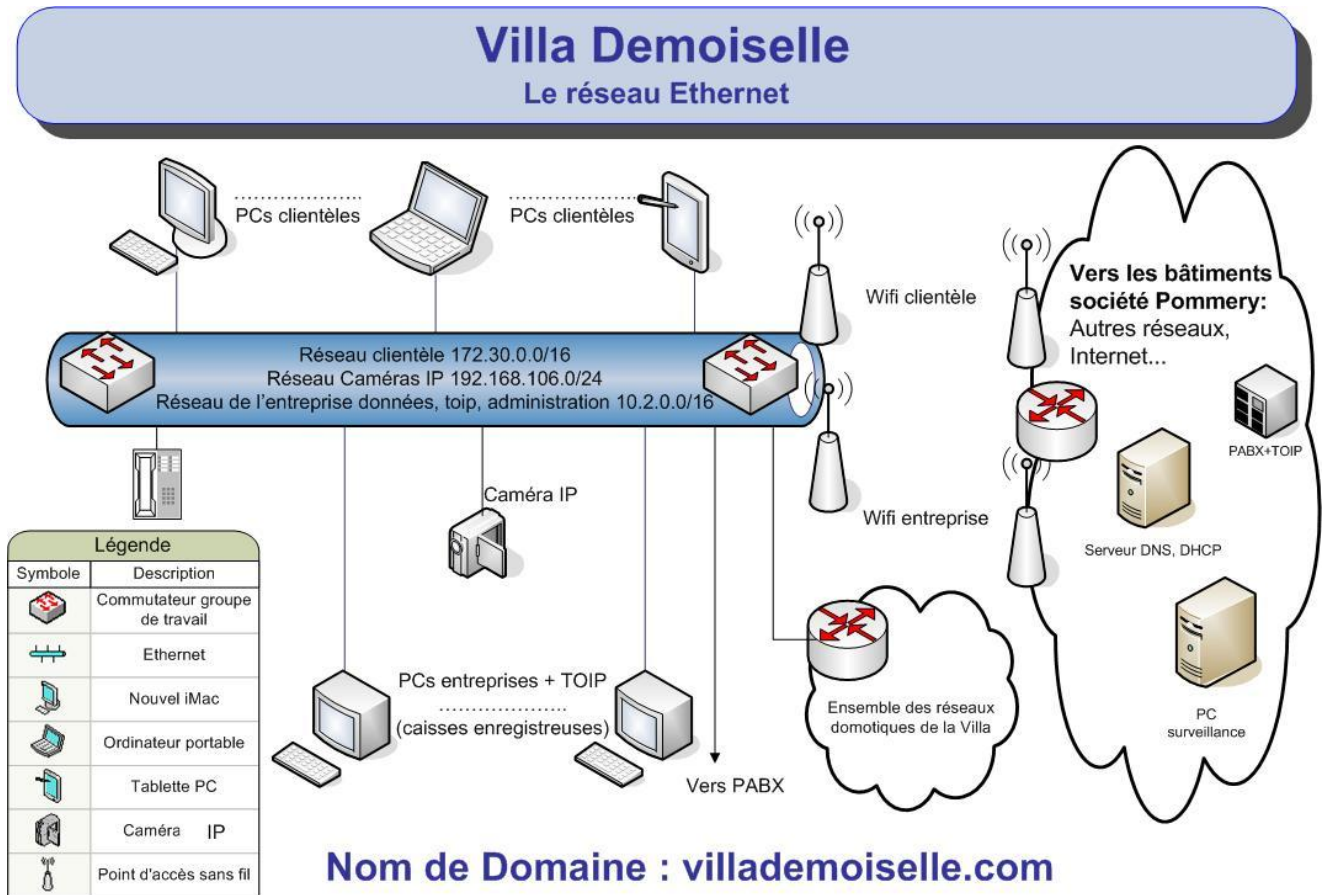 Villa Demoiselle
Le réseau Ethernet
PCs clientèles
PCs clientèles
Wifi clientèle
Vers les bâtiments
société Pommery:
Autres réseaux,
Internet...
Réseau clientèle 172.30.0.0/16
Réseau Caméras IP 192.168.106.0/24
Réseau de l'entreprise données, toip, administration 10.2.0.0/16
PABX+TOIP
Caméra IP
Wifi entreprise
Serveur DNS, DHCP
Légende
Symbole Description
Commutateur groupe
de travail
Ethernet
Nouvel iMac
Ordinateur portable
Tablette PC
Caméra IP
Point d'accès sans fil
PCs entreprises + TOIP
(caisses enregistreuses)
Vers PABX
Ensemble des réseaux
domotiques de la Villa
PC
surveillance
Nom de Domaine : villademoiselle.com